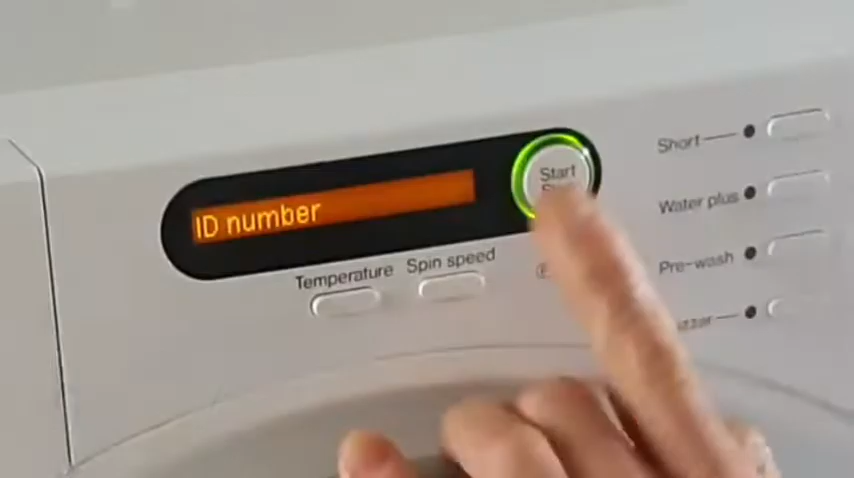 ID number
Start
Temperature
Spin speed
Short
Water plus
Pre-wash